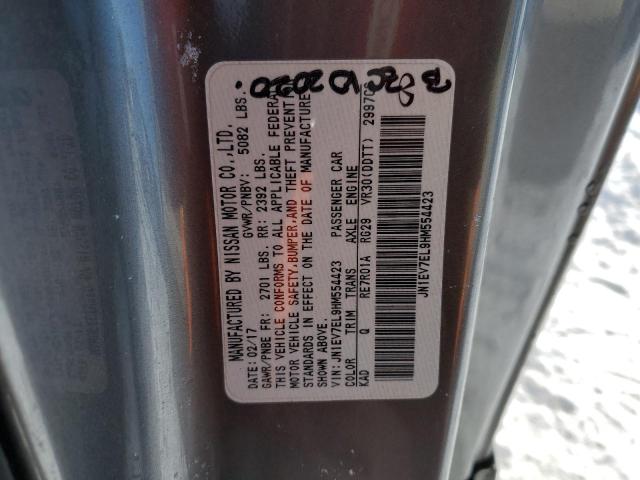 MANUFACTURED BY NISSAN MOTOR CO.,LTD.
DATE: 02/17 GVWR/PNBV: 5082 LBS.
GAWR/PNBE FR: 2701 LBS. RR: 2392 LBS.
THIS VEHICLE CONFORMS TO ALL APPLICABLE FEDERAL
MOTOR VEHICLE SAFETY,BUMPER,AND THEFT PREVENT
STANDARDS IN EFFECT ON THE DATE OF MANUFACTURE
SHOWN ABOVE.
VIN: JN1EV7EL9HM554423 PASSENGER CAR
COLOR TRIM TRANS AXLE ENGINE
KAD Q RE7R01A RG29 VR30(DDTT) 2997C
JN1EV7EL9HM554423